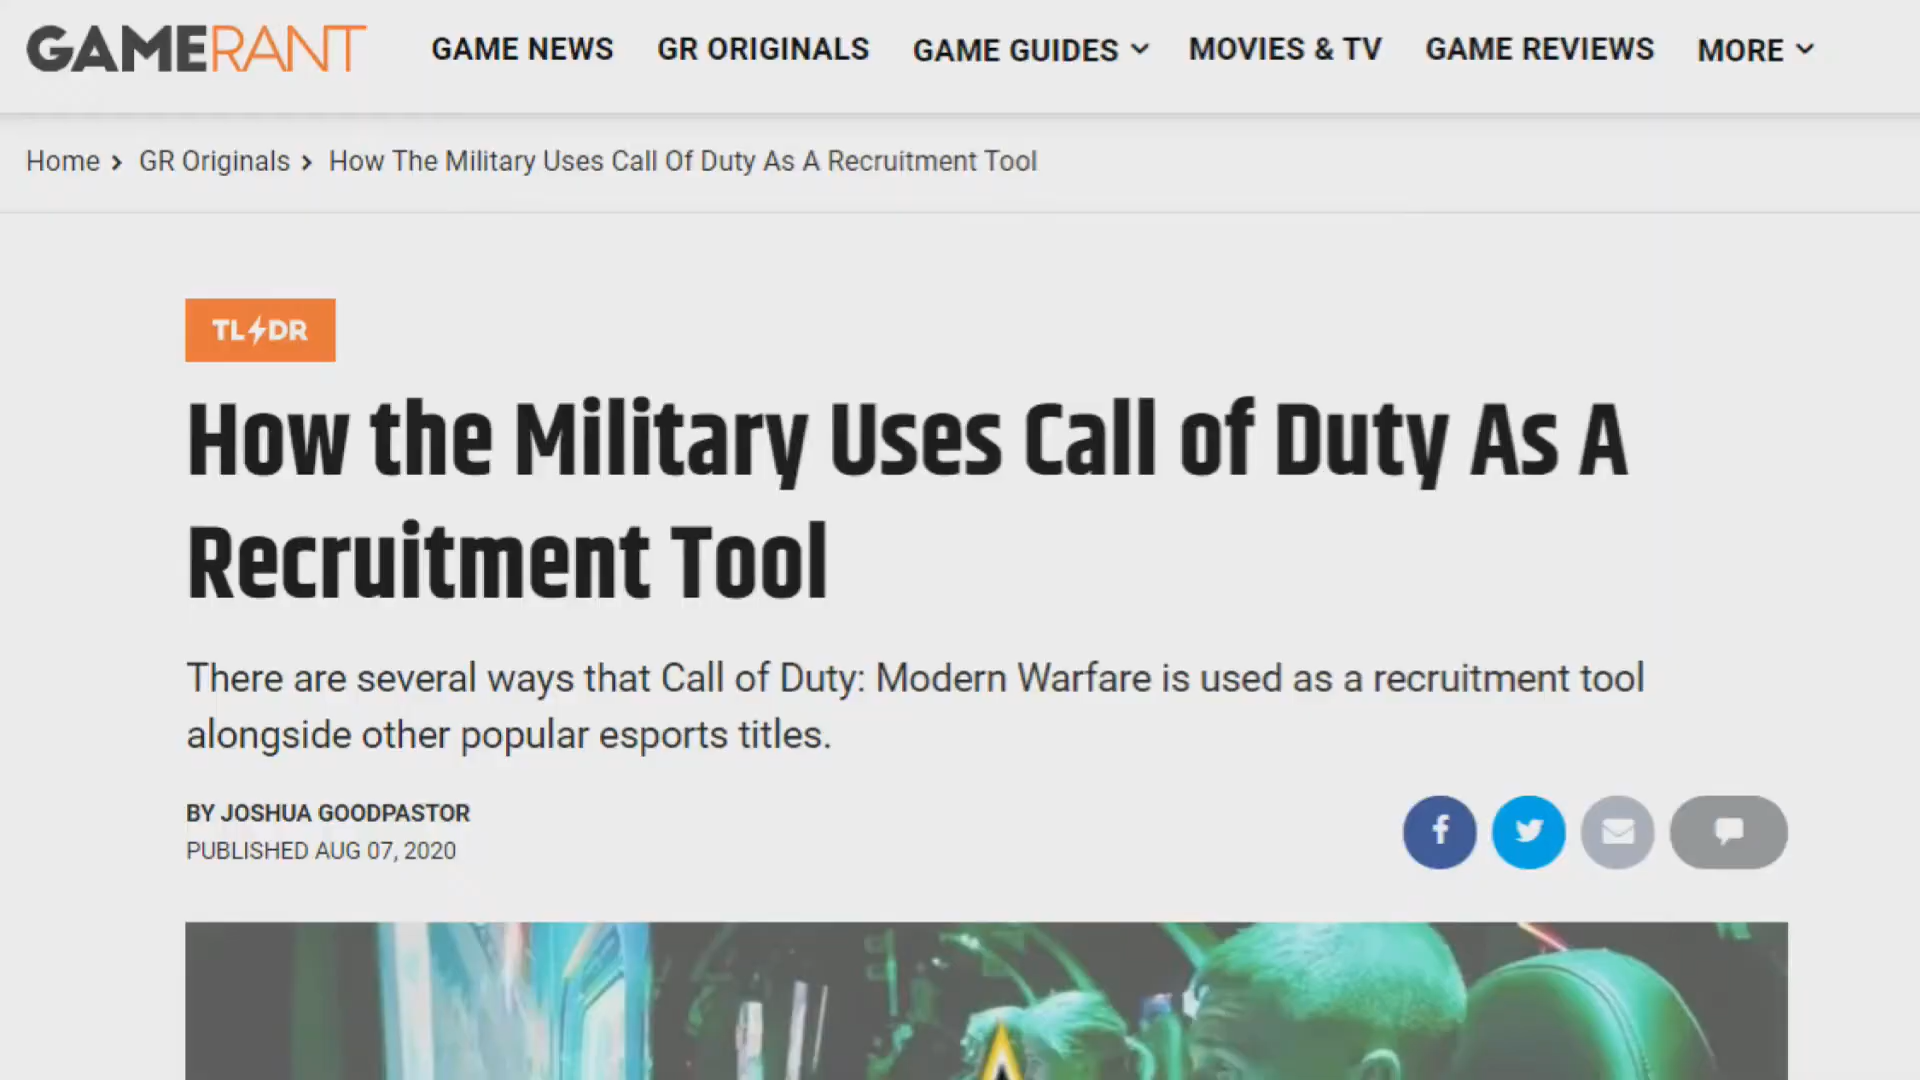 GAMERANT GAME NEWS GR ORIGINALS GAME GUIDES MOVIES & TV GAME REVIEWS MORE
Home > GR Originals > How The Military Uses Call Of Duty As A Recruitment Tool
TL DR
How the Military Uses Call of Duty As A
Recruitment Tool
There are several ways that Call of Duty: Modern Warfare is used as a recruitment tool
alongside other popular esports titles.
BY JOSHUA GOODPASTOR
PUBLISHED AUG 07, 2020